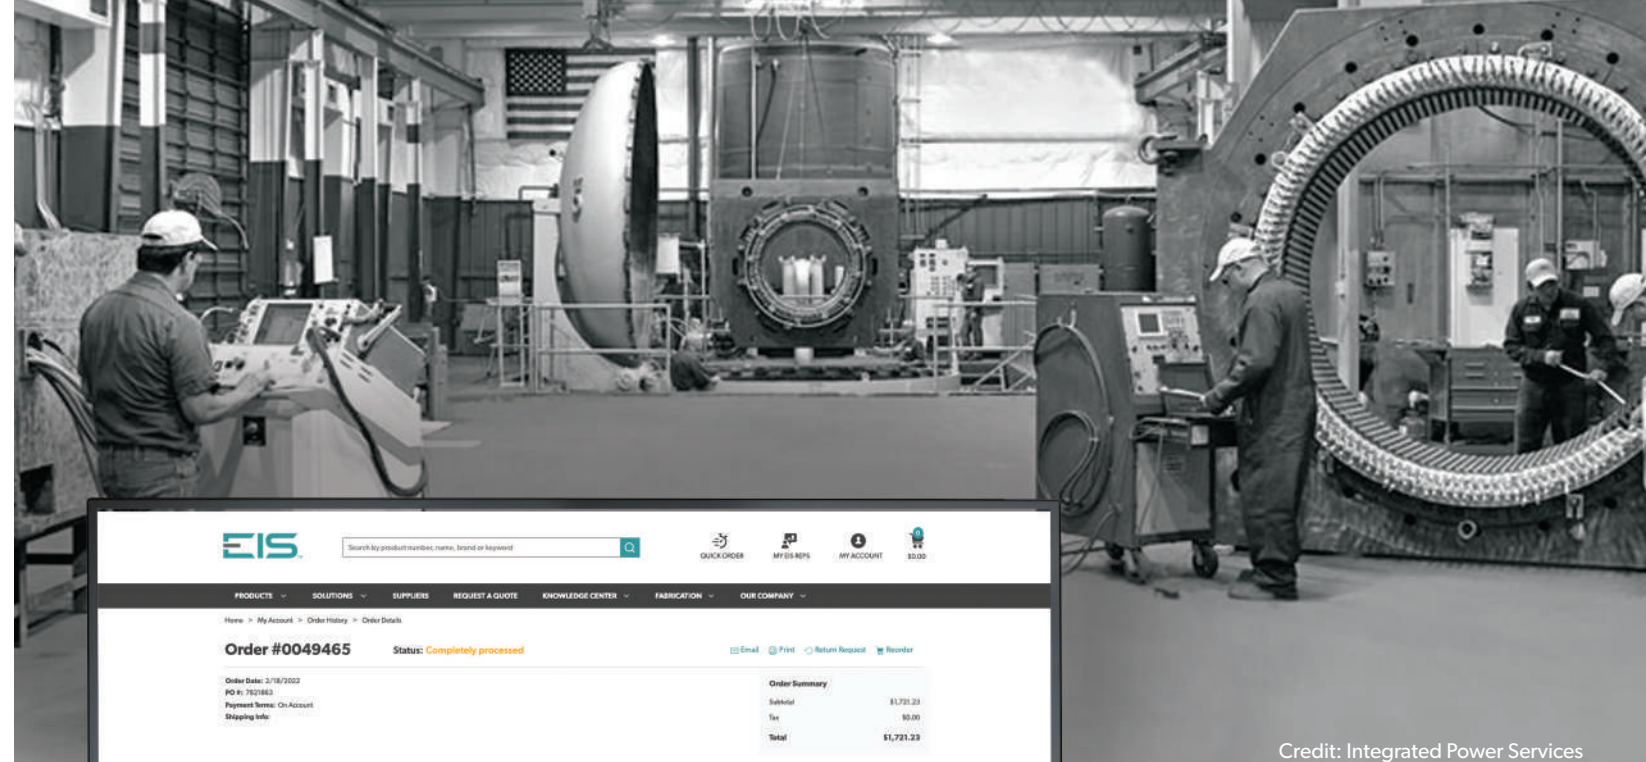 EIS
Search by product number, name, brand or keyword
QUICK ORDER
MY EIS REPS
MY ACCOUNT
0
$0.00
PRODUCTS
SOLUTIONS
SUPPLIERS
REQUEST A QUOTE
KNOWLEDGE CENTER
FABRICATION
OUR COMPANY
Home > My Account > Order History > Order Details
Order #0049465
Status: Completely processed
Email
Print
Return Request
Reorder
Order Date: 2/18/2022
PO #: 7821863
Payment Terms: On Account
Shipping Info:
Order Summary
Subtotal $1,721.23
Tax $0.00
Total $1,721.23
Credit: Integrated Power Services